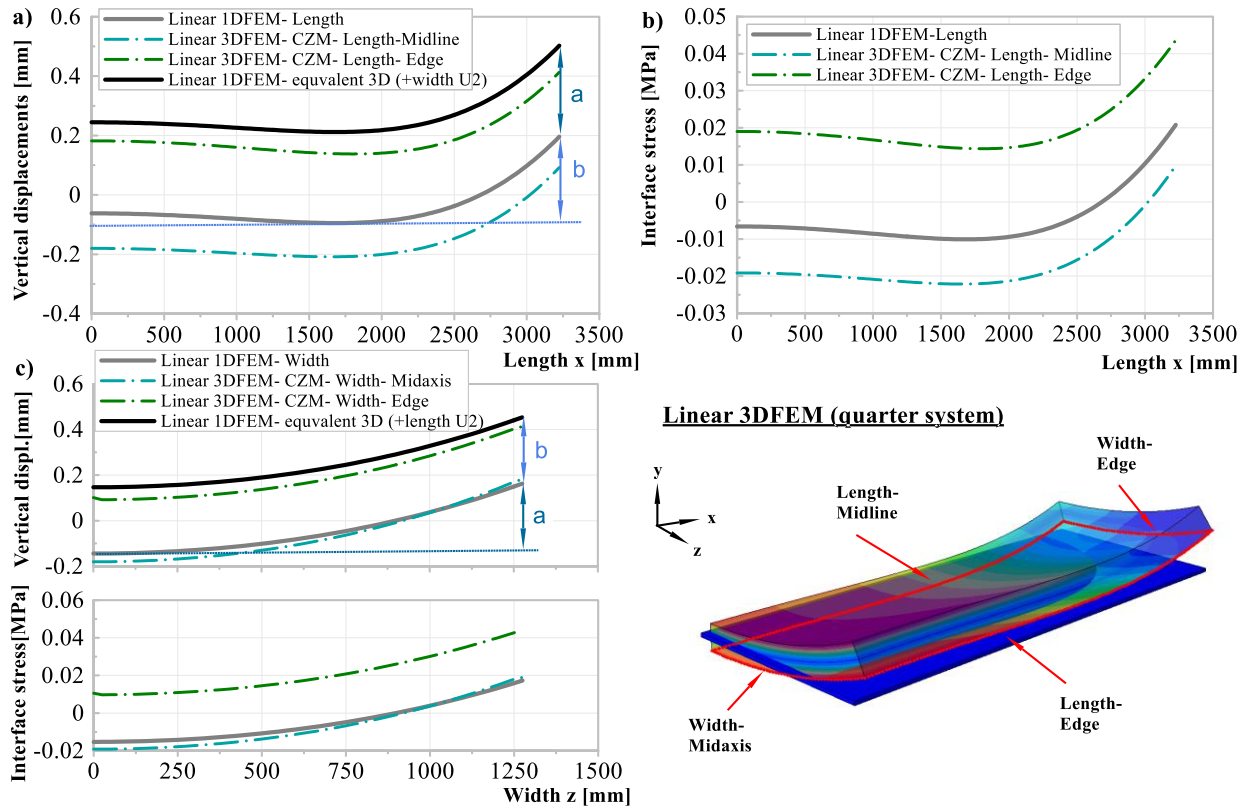 a)
Linear 1DFEM- Length
Linear 3DFEM- CZM- Length-Midline
Linear 3DFEM- CZM- Length- Edge
Linear 1DFEM- equvalent 3D (+width U2)
Vertical displacements [mm]
0.6
0.4
0.2
0
-0.2
-0.4
a
b
0 500 1000 1500 2000 2500 3000 3500
Length x [mm]
b)
Linear 1DFEM-Length
Linear 3DFEM- CZM- Length- Midline
Linear 3DFEM- CZM- Length- Edge
Interface stress [MPa]
0.05
0.04
0.03
0.02
0.01
0
-0.01
-0.02
-0.03
0 500 1000 1500 2000 2500 3000 3500
Length x [mm]
c)
Linear 1DFEM- Width
Linear 3DFEM- CZM- Width- Midaxis
Linear 3DFEM- CZM- Width- Edge
Linear 1DFEM- equvalent 3D (+length U2)
Vertical displ.[mm]
0.6
0.4
0.2
0
-0.2
b
a
Interface stress[MPa]
0.06
0.04
0.02
0
-0.02
0 250 500 750 1000 1250 1500
Width z [mm]
Linear 3DFEM (quarter system)
y
x
z
Length-
Midline
Width-
Edge
Width-
Midaxis
Length-
Edge